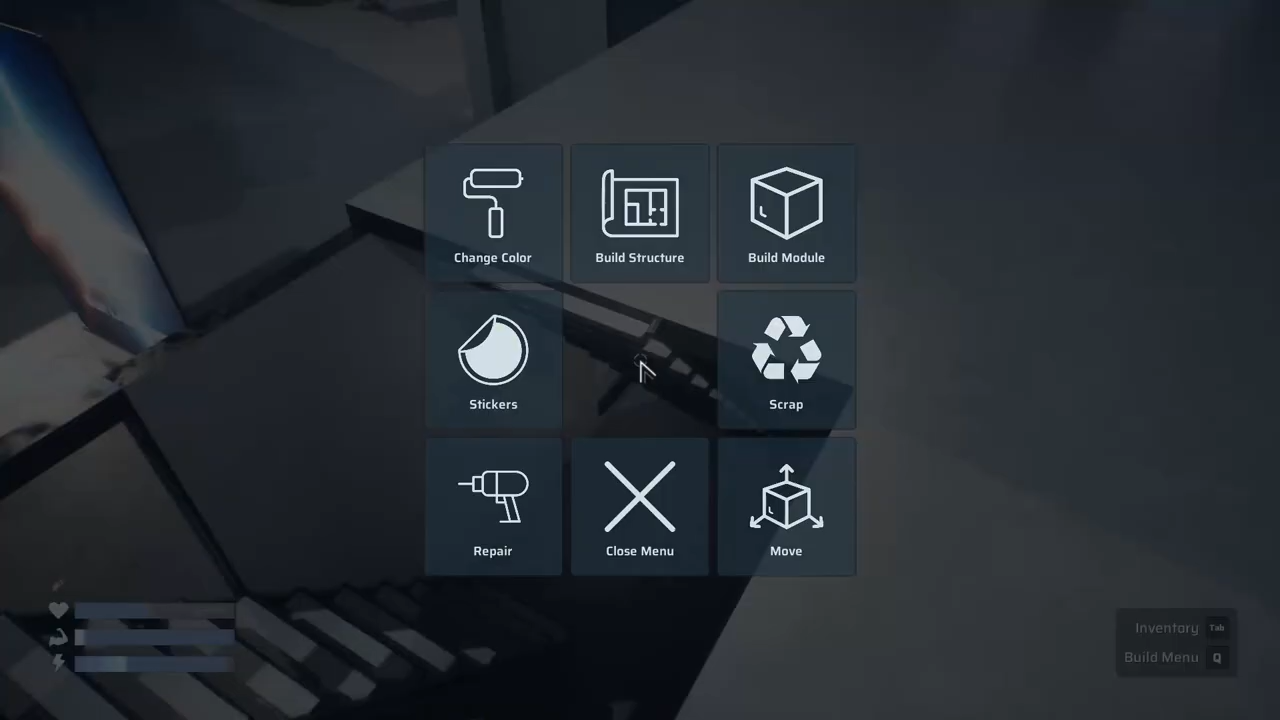 Change Color
Build Structure
Build Module
Stickers
Scrap
Repair
Close Menu
Move
Inventory Tab
Build Menu Q